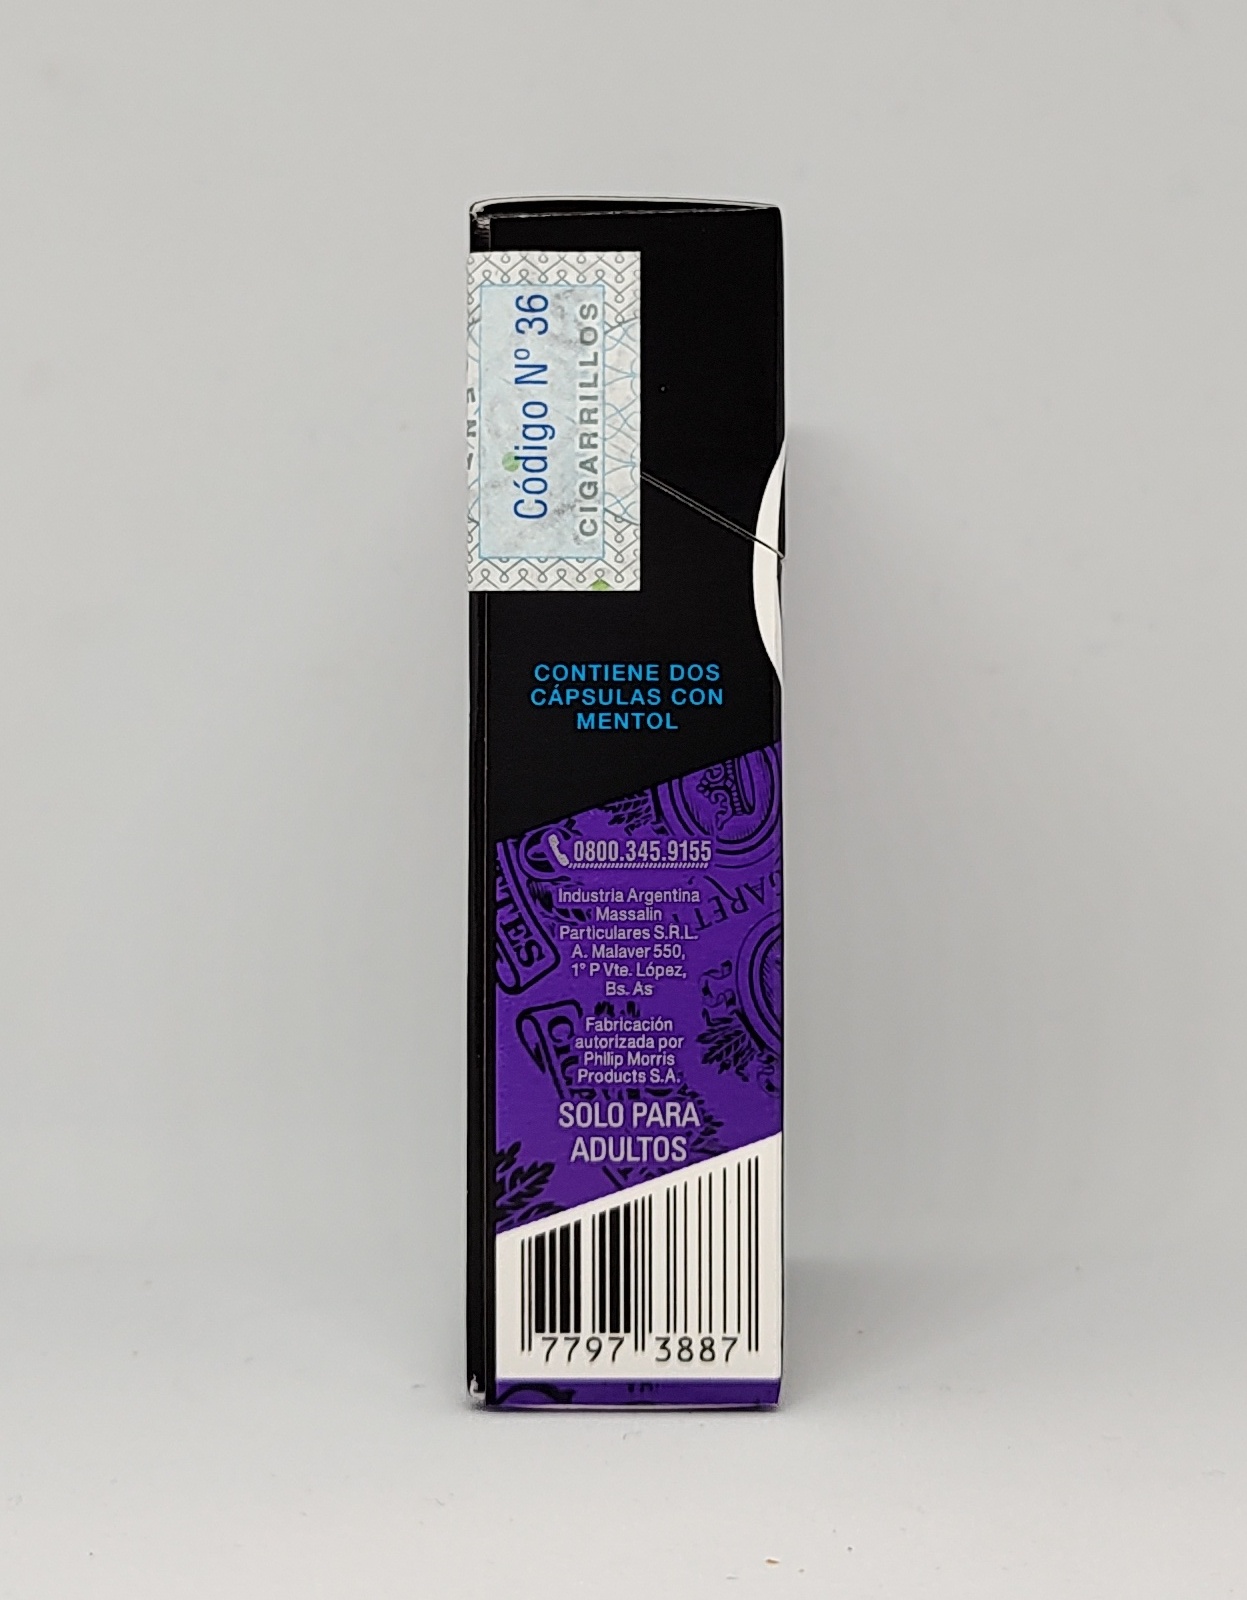 Código Nº 36
CIGARRILLOS
CONTIENE DOS
CÁPSULAS CON
MENTOL
0800.345.9155
Industria Argentina
Massalin
Particulares S.R.L.
A. Malaver 550,
1º P Vte. López,
Bs. As
Fabricación
autorizada por
Philip Morris
Products S.A.
SOLO PARA
ADULTOS
7797 3887